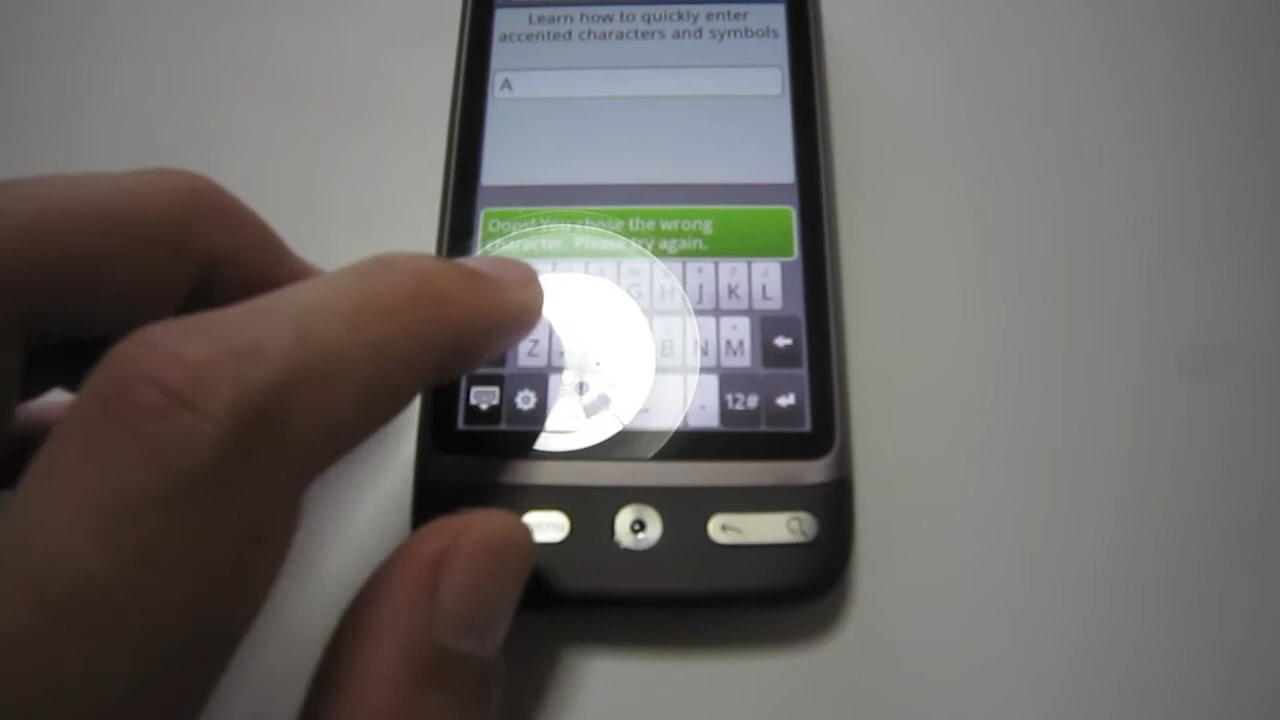 Learn how to quickly enter
accented characters and symbols
A
Oops! You chose the wrong
character. Please try again.
G H J K L
Z B N M
. 12#